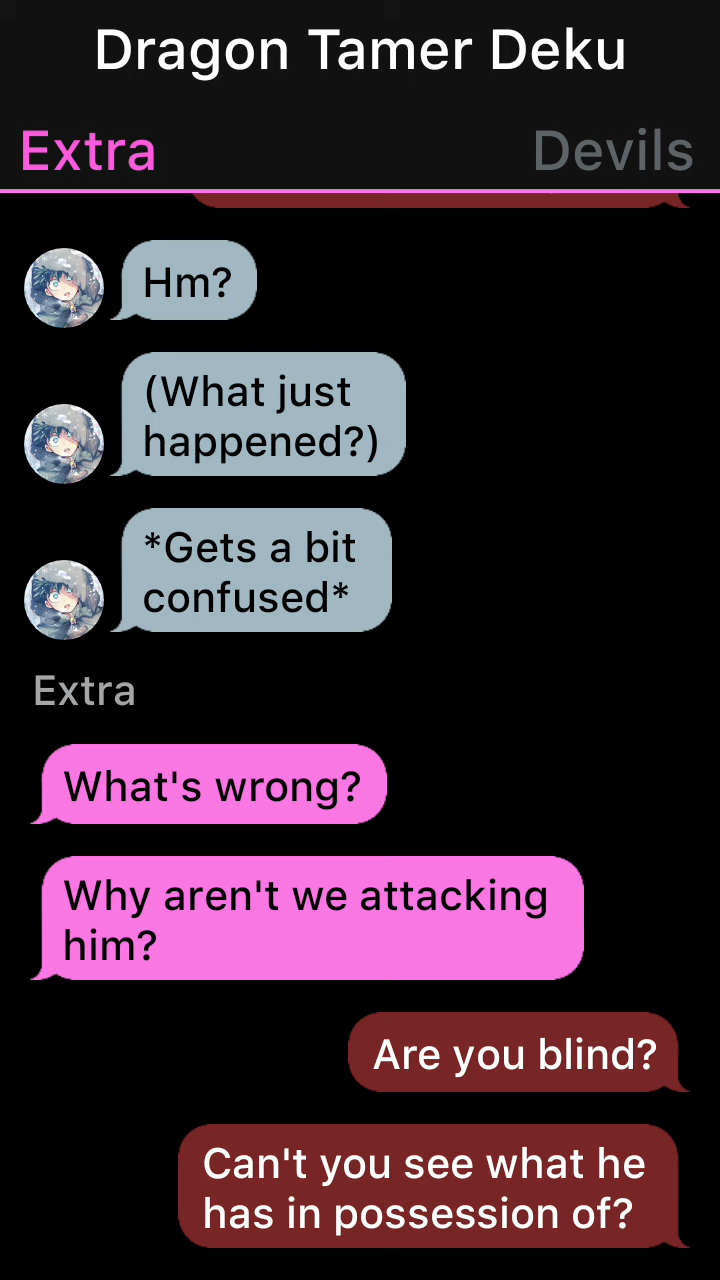 Dragon Tamer Deku
Extra
Devils
Hm?
(What just
happened?)
*Gets a bit
confused*
Extra
What's wrong?
Why aren't we attacking
him?
Are you blind?
Can't you see what he
has in possession of?